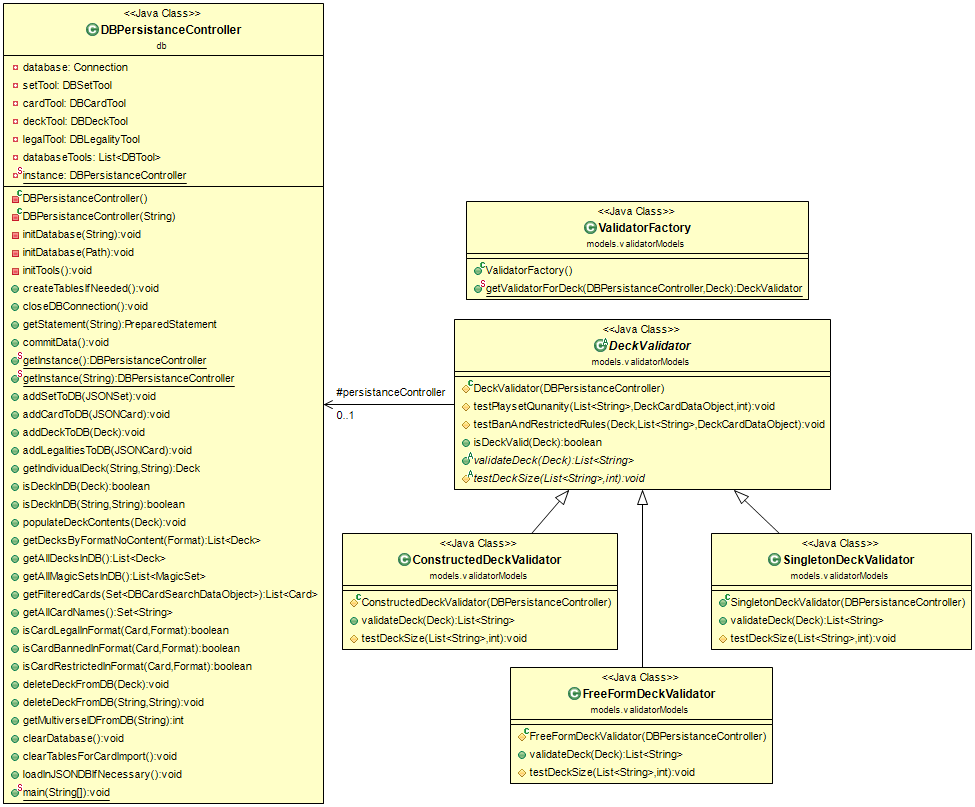 <<Java Class>>
DBPersistanceController
db
database: Connection
setTool: DBSetTool
cardTool: DBCardTool
deckTool: DBDeckTool
legalTool: DBLegalityTool
databaseTools: List<DBTool>
instance: DBPersistanceController
DBPersistanceController()
DBPersistanceController(String)
initDatabase(String):void
initDatabase(Path):void
initTools():void
createTablesIfNeeded():void
closeDBConnection():void
getStatement(String):PreparedStatement
commitData():void
getInstance():DBPersistanceController
getInstance(String):DBPersistanceController
addSetToDB(JSONSet):void
addCardToDB(JSONCard):void
addDeckToDB(Deck):void
addLegalitiesToDB(JSONCard):void
getIndividualDeck(String,String):Deck
isDeckInDB(Deck):boolean
isDeckInDB(String,String):boolean
populateDeckContents(Deck):void
getDecksByFormatNoContent(Format):List<Deck>
getAllDecksInDB():List<Deck>
getAllMagicSetsInDB():List<MagicSet>
getFilteredCards(Set<DBCardSearchDataObject>):List<Card>
getAllCardNames():Set<String>
isCardLegalInFormat(Card,Format):boolean
isCardBannedInFormat(Card,Format):boolean
isCardRestrictedInFormat(Card,Format):boolean
deleteDeckFromDB(Deck):void
deleteDeckFromDB(String,String):void
getMultiverseIDFromDB(String):int
clearDatabase():void
clearTablesForCardImport():void
loadInJSONDBIfNecessary():void
main(String[]):void
#persistanceController
0..1
<<Java Class>>
ValidatorFactory
models.validatorModels
ValidatorFactory()
getValidatorForDeck(DBPersistanceController,Deck):DeckValidator
<<Java Class>>
DeckValidator
models.validatorModels
DeckValidator(DBPersistanceController)
testPlaysetQunanity(List<String>,DeckCardDataObject,int):void
testBanAndRestrictedRules(Deck,List<String>,DeckCardDataObject):void
isDeckValid(Deck):boolean
validateDeck(Deck):List<String>
testDeckSize(List<String>,int):void
<<Java Class>>
ConstructedDeckValidator
models.validatorModels
ConstructedDeckValidator(DBPersistanceController)
validateDeck(Deck):List<String>
testDeckSize(List<String>,int):void
<<Java Class>>
SingletonDeckValidator
models.validatorModels
SingletonDeckValidator(DBPersistanceController)
validateDeck(Deck):List<String>
testDeckSize(List<String>,int):void
<<Java Class>>
FreeFormDeckValidator
models.validatorModels
FreeFormDeckValidator(DBPersistanceController)
validateDeck(Deck):List<String>
testDeckSize(List<String>,int):void